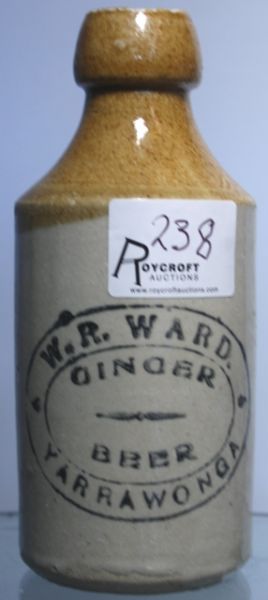 238
ROYCROFT
AUCTIONS
www.roycroftauctions.com
W.R. WARD.
GINGER
BEER
YARRAWONGA